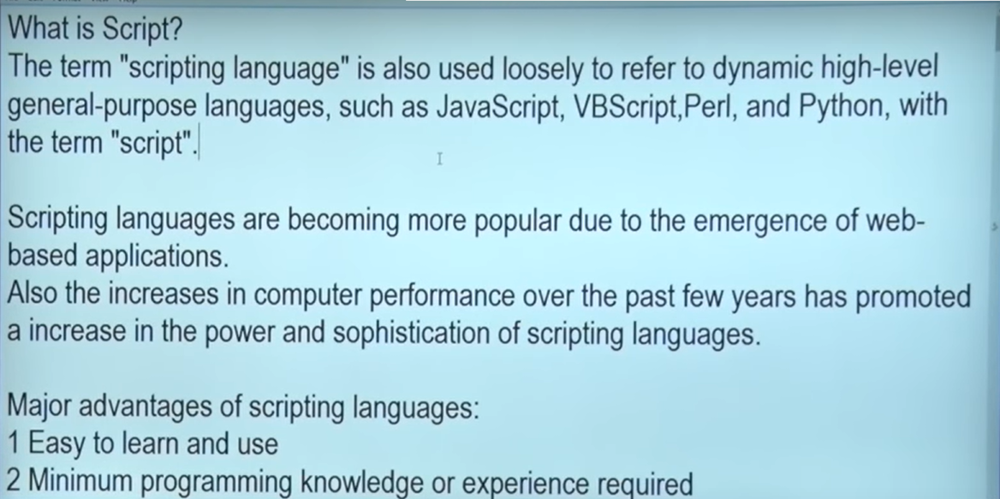 What is Script?
The term "scripting language" is also used loosely to refer to dynamic high-level
general-purpose languages, such as JavaScript, VBScript,Perl, and Python, with
the term "script".
Scripting languages are becoming more popular due to the emergence of web-
based applications.
Also the increases in computer performance over the past few years has promoted
a increase in the power and sophistication of scripting languages.
Major advantages of scripting languages:
1 Easy to learn and use
2 Minimum programming knowledge or experience required